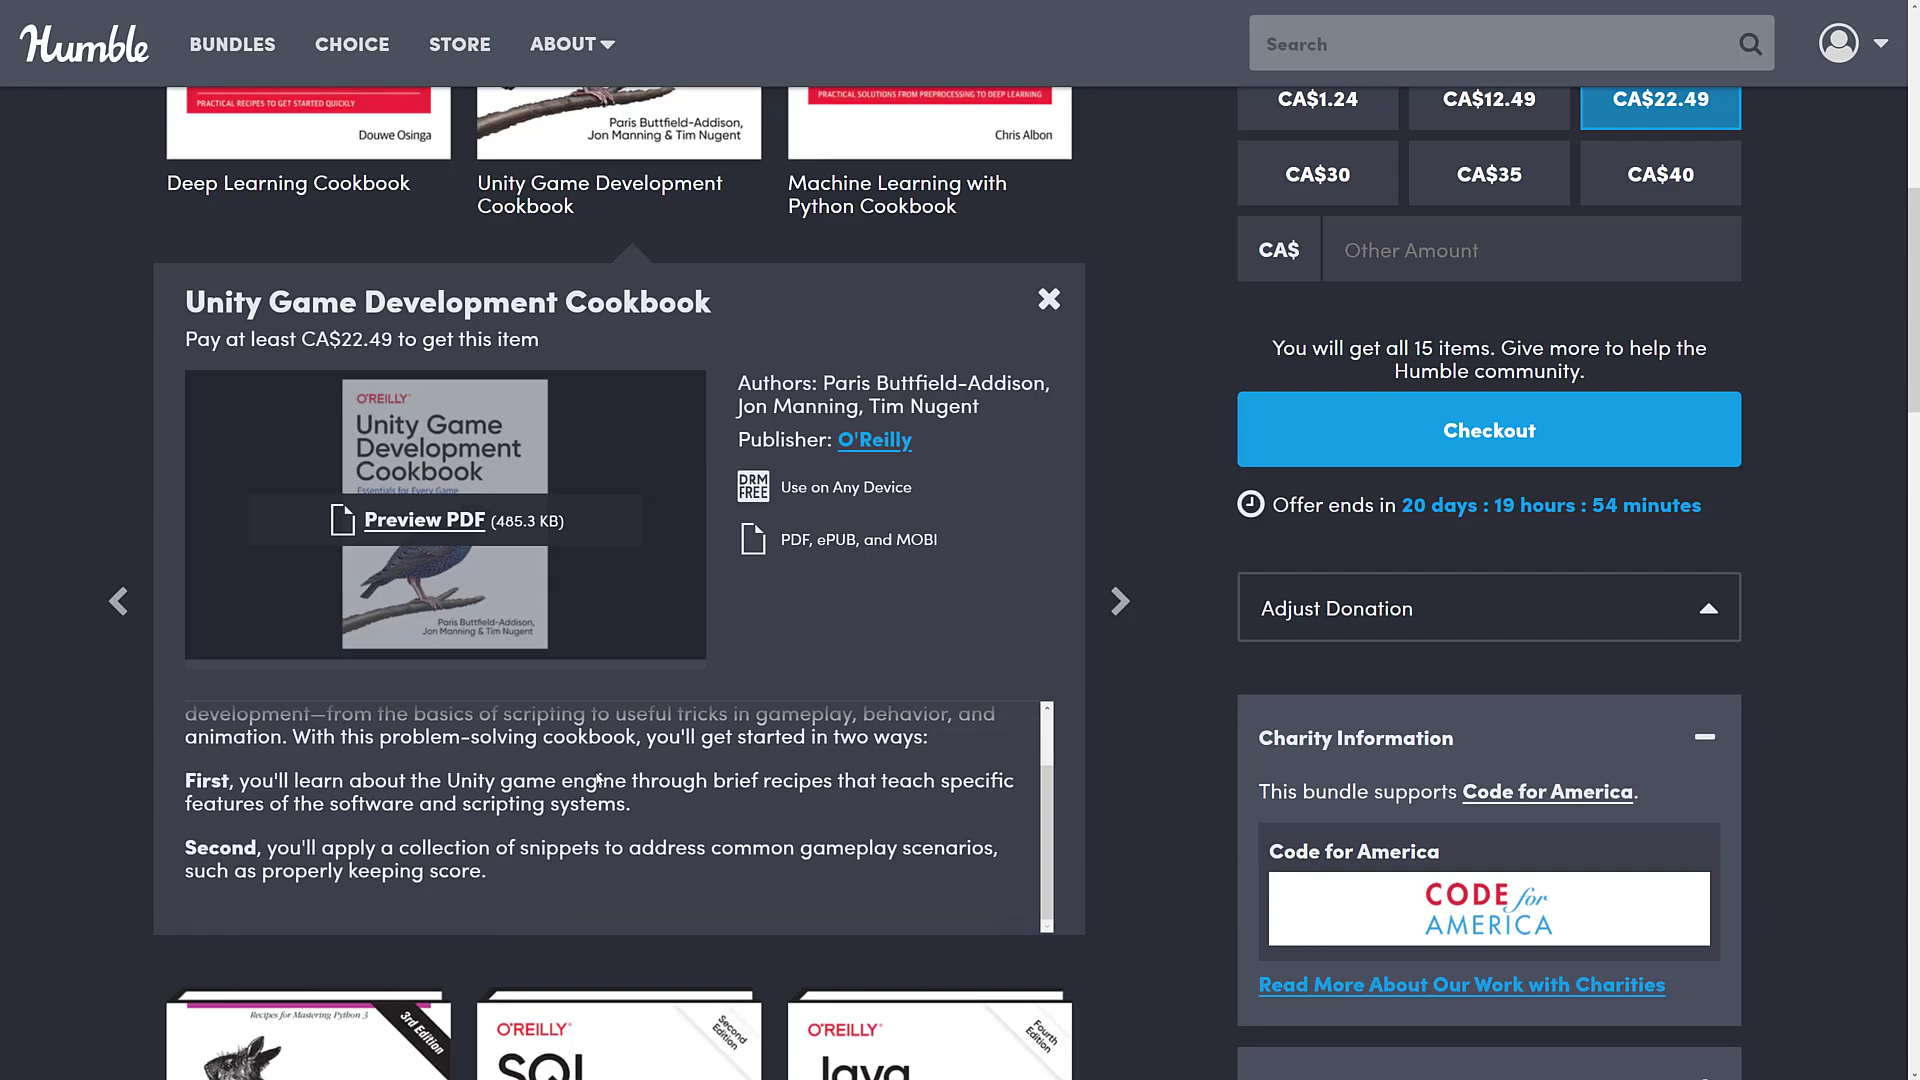 Humble
BUNDLES
CHOICE
STORE
ABOUT
Search
PRACTICAL RECIPES TO GET STARTED QUICKLY
Douwe Osinga
Paris Buttfield-Addison,
Jon Manning & Tim Nugent
PRACTICAL SOLUTIONS FROM PREPROCESSING TO DEEP LEARNING
Chris Albon
Deep Learning Cookbook
Unity Game Development
Cookbook
Machine Learning with
Python Cookbook
Unity Game Development Cookbook
Pay at least CA$22.49 to get this item
O'REILLY®
Unity Game
Development
Cookbook
Essentials for Every Game
Preview PDF (485.3 KB)
Paris Buttfield-Addison,
Jon Manning & Tim Nugent
Authors: Paris Buttfield-Addison,
Jon Manning, Tim Nugent
Publisher: O'Reilly
DRM
FREE
Use on Any Device
PDF, ePUB, and MOBI
development—from the basics of scripting to useful tricks in gameplay, behavior, and
animation. With this problem-solving cookbook, you'll get started in two ways:
First, you'll learn about the Unity game engine through brief recipes that teach specific
features of the software and scripting systems.
Second, you'll apply a collection of snippets to address common gameplay scenarios,
such as properly keeping score.
Recipes for Mastering Python 3
3rd Edition
O'REILLY®
Second
Edition
SQL
O'REILLY®
Fourth
Edition
Java
CA$1.24
CA$12.49
CA$22.49
CA$30
CA$35
CA$40
CA$
Other Amount
You will get all 15 items. Give more to help the
Humble community.
Checkout
Offer ends in 20 days : 19 hours : 54 minutes
Adjust Donation
Charity Information
This bundle supports Code for America.
Code for America
CODE for
AMERICA
Read More About Our Work with Charities